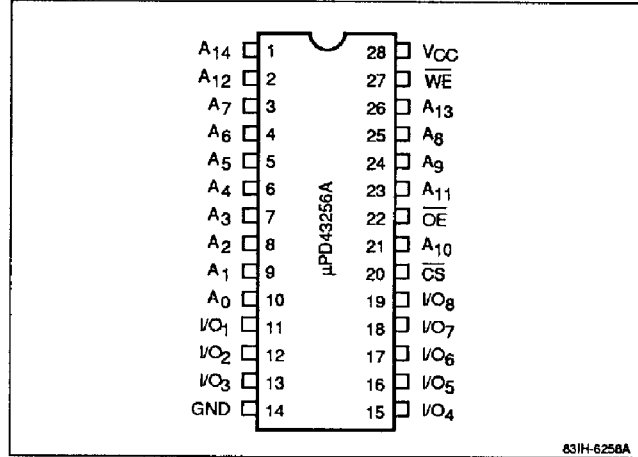 A14 1 28 VCC
A12 2 27 WE
A7 3 26 A13
A6 4 25 A8
A5 5 24 A9
A4 6 23 A11
A3 7 22 OE
A2 8 21 A10
A1 9 20 CS
A0 10 19 I/O8
I/O1 11 18 I/O7
I/O2 12 17 I/O6
I/O3 13 16 I/O5
GND 14 15 I/O4
µPD43256A
83IH-6258A